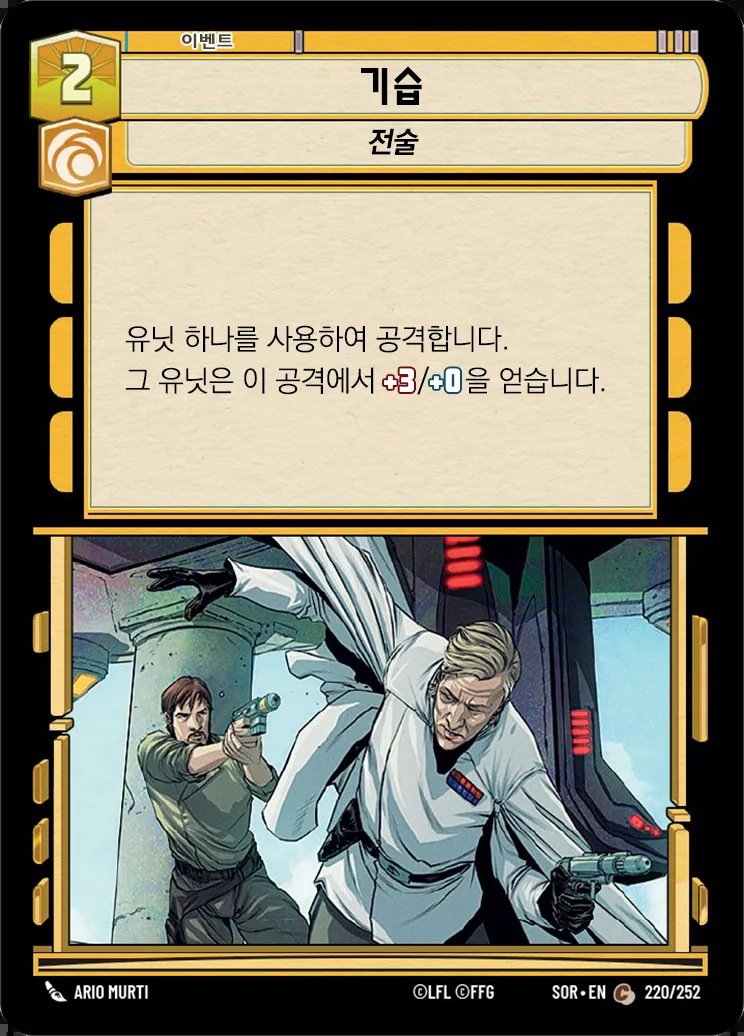 이벤트
2
기습
전술
유닛 하나를 사용하여 공격합니다.
그 유닛은 이 공격에서 +3/+0을 얻습니다.
ARIO MURTI
©LFL ©FFG
SOR•EN C 220/252